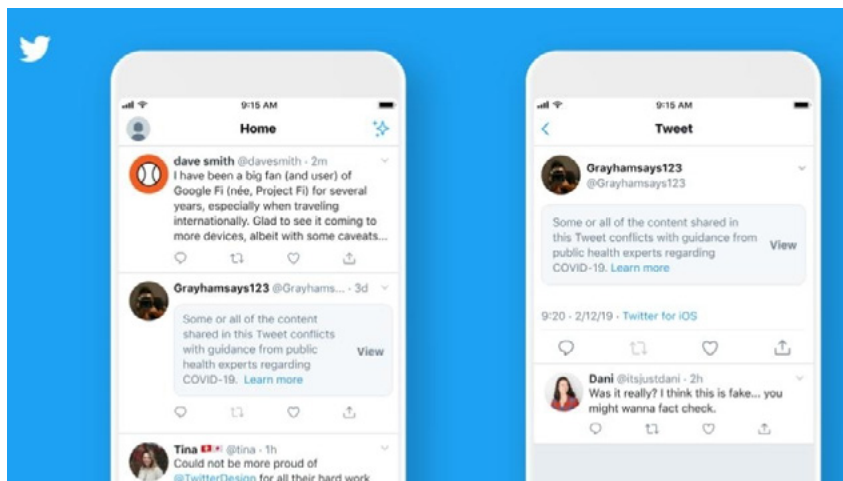 9:15 AM
Home
dave smith @davesmith · 2m
I have been a big fan (and user) of
Google Fi (née, Project Fi) for several
years, especially when traveling
internationally. Glad to see it coming to
more devices, albeit with some caveats...
Grayhamsays123 @Grayhams... · 3d
Some or all of the content
shared in this Tweet conflicts
with guidance from public
health experts regarding
COVID-19. Learn more
View
Tina @tina · 1h
Could not be more proud of
@TwitterDesign for all their hard work
9:15 AM
Tweet
Grayhamsays123
@Grayhamsays123
Some or all of the content shared in
this Tweet conflicts with guidance from
public health experts regarding
COVID-19. Learn more
View
9:20 · 2/12/19 · Twitter for iOS
Dani @itsjustdani · 2h
Was it really? I think this is fake... you
might wanna fact check.